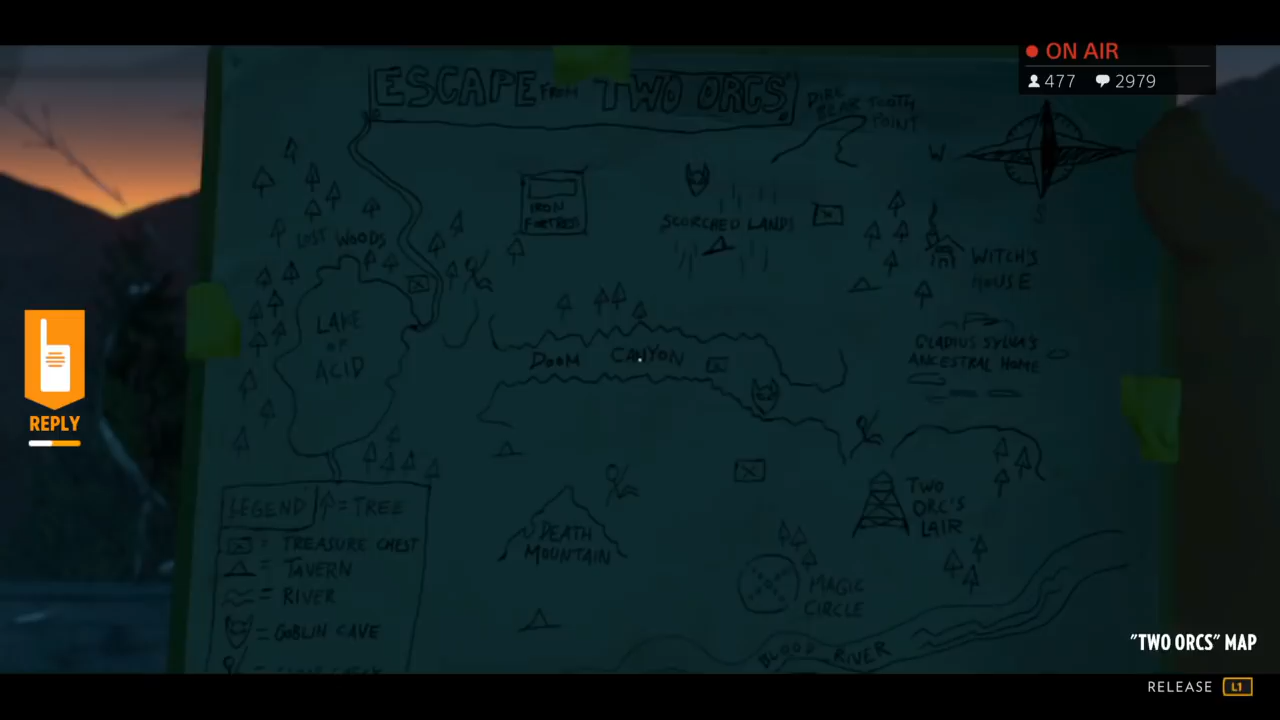 ON AIR
477 2979
ESCAPE FROM TWO ORCS
DIRE
BEAR TOOTH
POINT
W
IRON
FORTRESS
SCORCHED LANDS
LOST WOODS
WITCH'S
HOUSE
LAKE
OF
ACID
DOOM CANYON
GLADIUS SYLVA'S
ANCESTRAL HOME
REPLY
LEGEND = TREE
= TREASURE CHEST
= TAVERN
= RIVER
= GOBLIN CAVE
DEATH
MOUNTAIN
TWO
ORC'S
LAIR
MAGIC
CIRCLE
BLOOD RIVER
"TWO ORCS" MAP
RELEASE L1